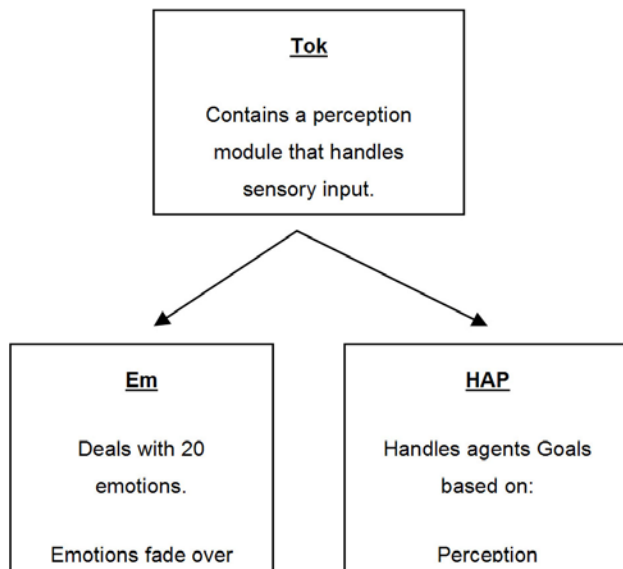 Tok
Contains a perception
module that handles
sensory input.
Em
Deals with 20
emotions.
Emotions fade over
HAP
Handles agents Goals
based on:
Perception